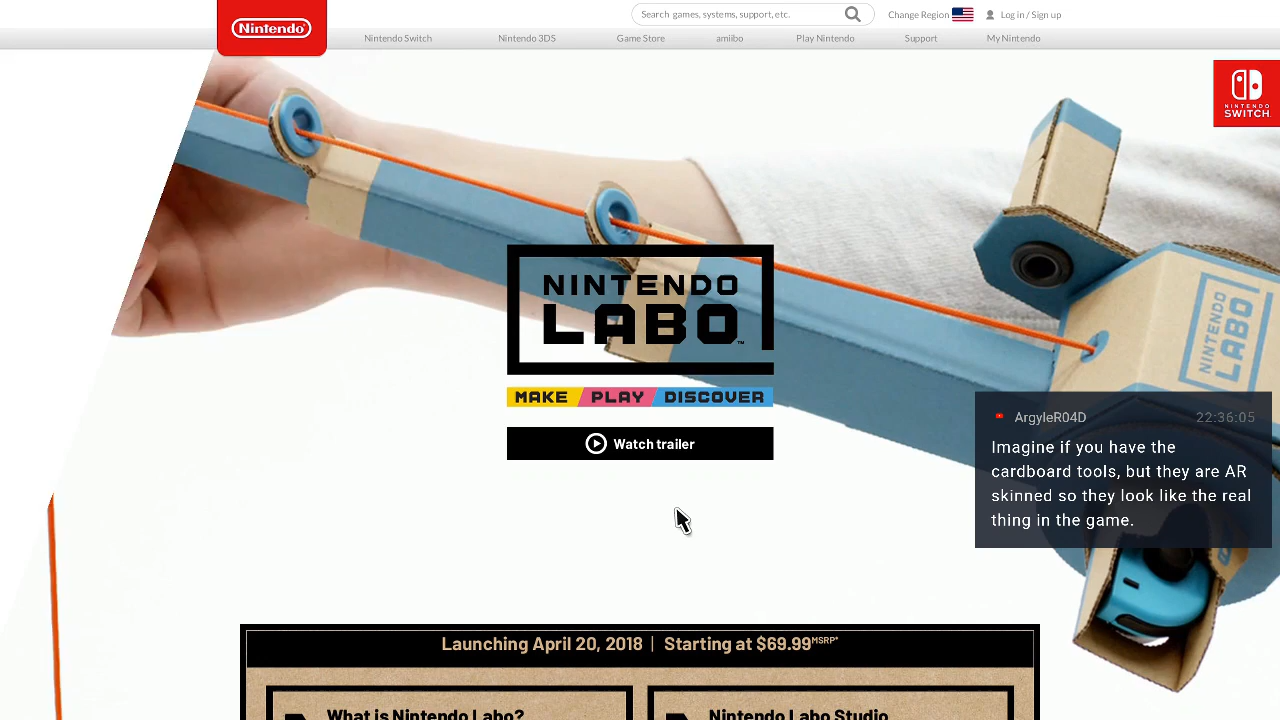 Nintendo®
Search games, systems, support, etc.
Change Region
Log in / Sign up
Nintendo Switch
Nintendo 3DS
Game Store
amiibo
Play Nintendo
Support
My Nintendo
NINTENDO
SWITCH
NINTENDO
LABO™
MAKE PLAY DISCOVER
Watch trailer
NINTENDO
LABO
ArgyleR04D 22:36:05
Imagine if you have the
cardboard tools, but they are AR
skinned so they look like the real
thing in the game.
Launching April 20, 2018 | Starting at $69.99MSRP*
What is Nintendo Labo?
Nintendo Labo Studio